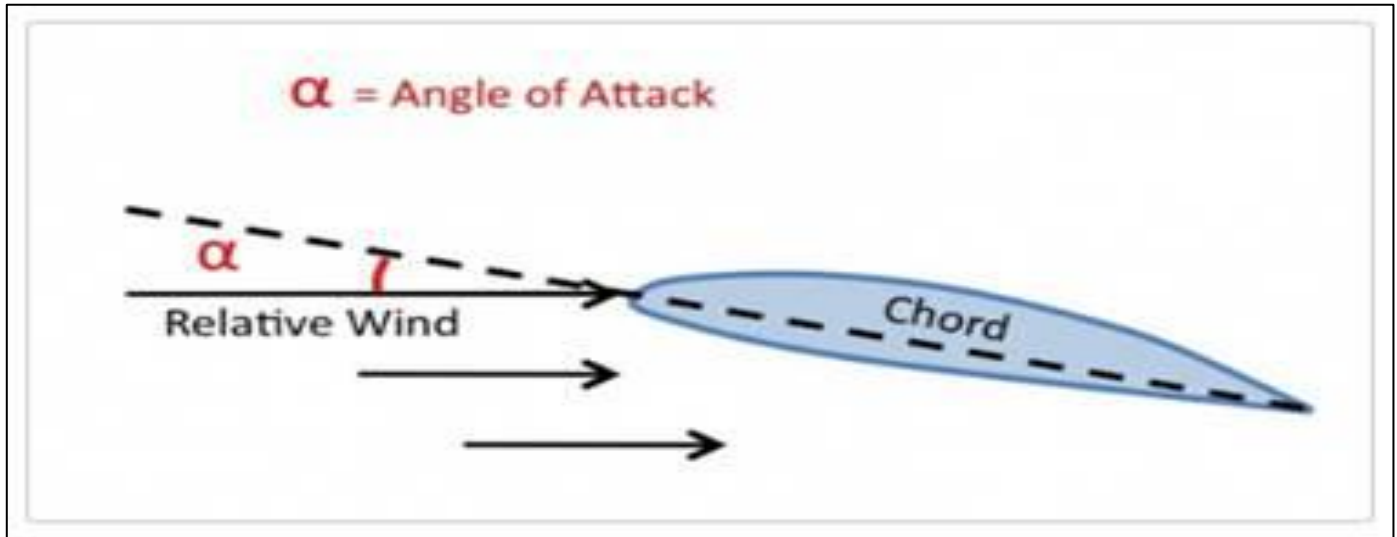 α = Angle of Attack
α
Relative Wind
Chord